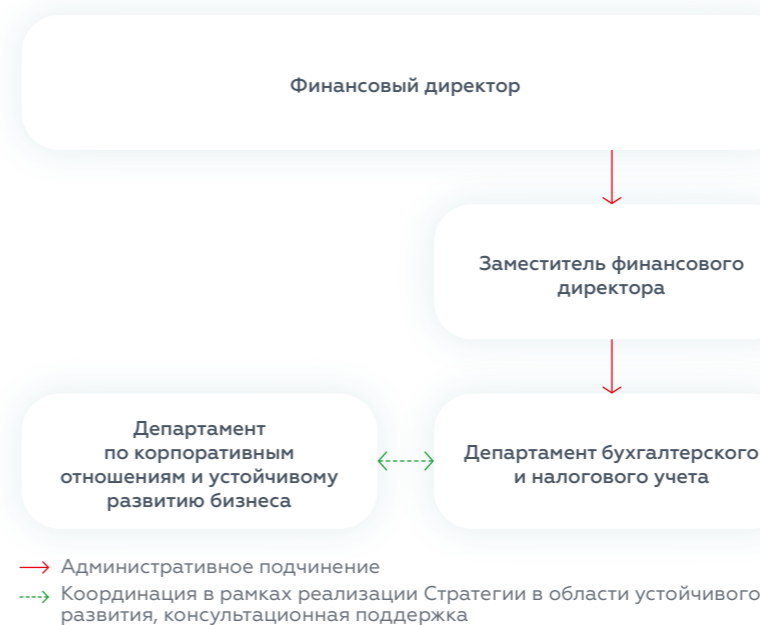 Финансовый директор
Заместитель финансового
директора
Департамент
по корпоративным
отношениям и устойчивому
развитию бизнеса
Департамент бухгалтерского
и налогового учета
Административное подчинение
Координация в рамках реализации Стратегии в области устойчивого
развития, консультационная поддержка